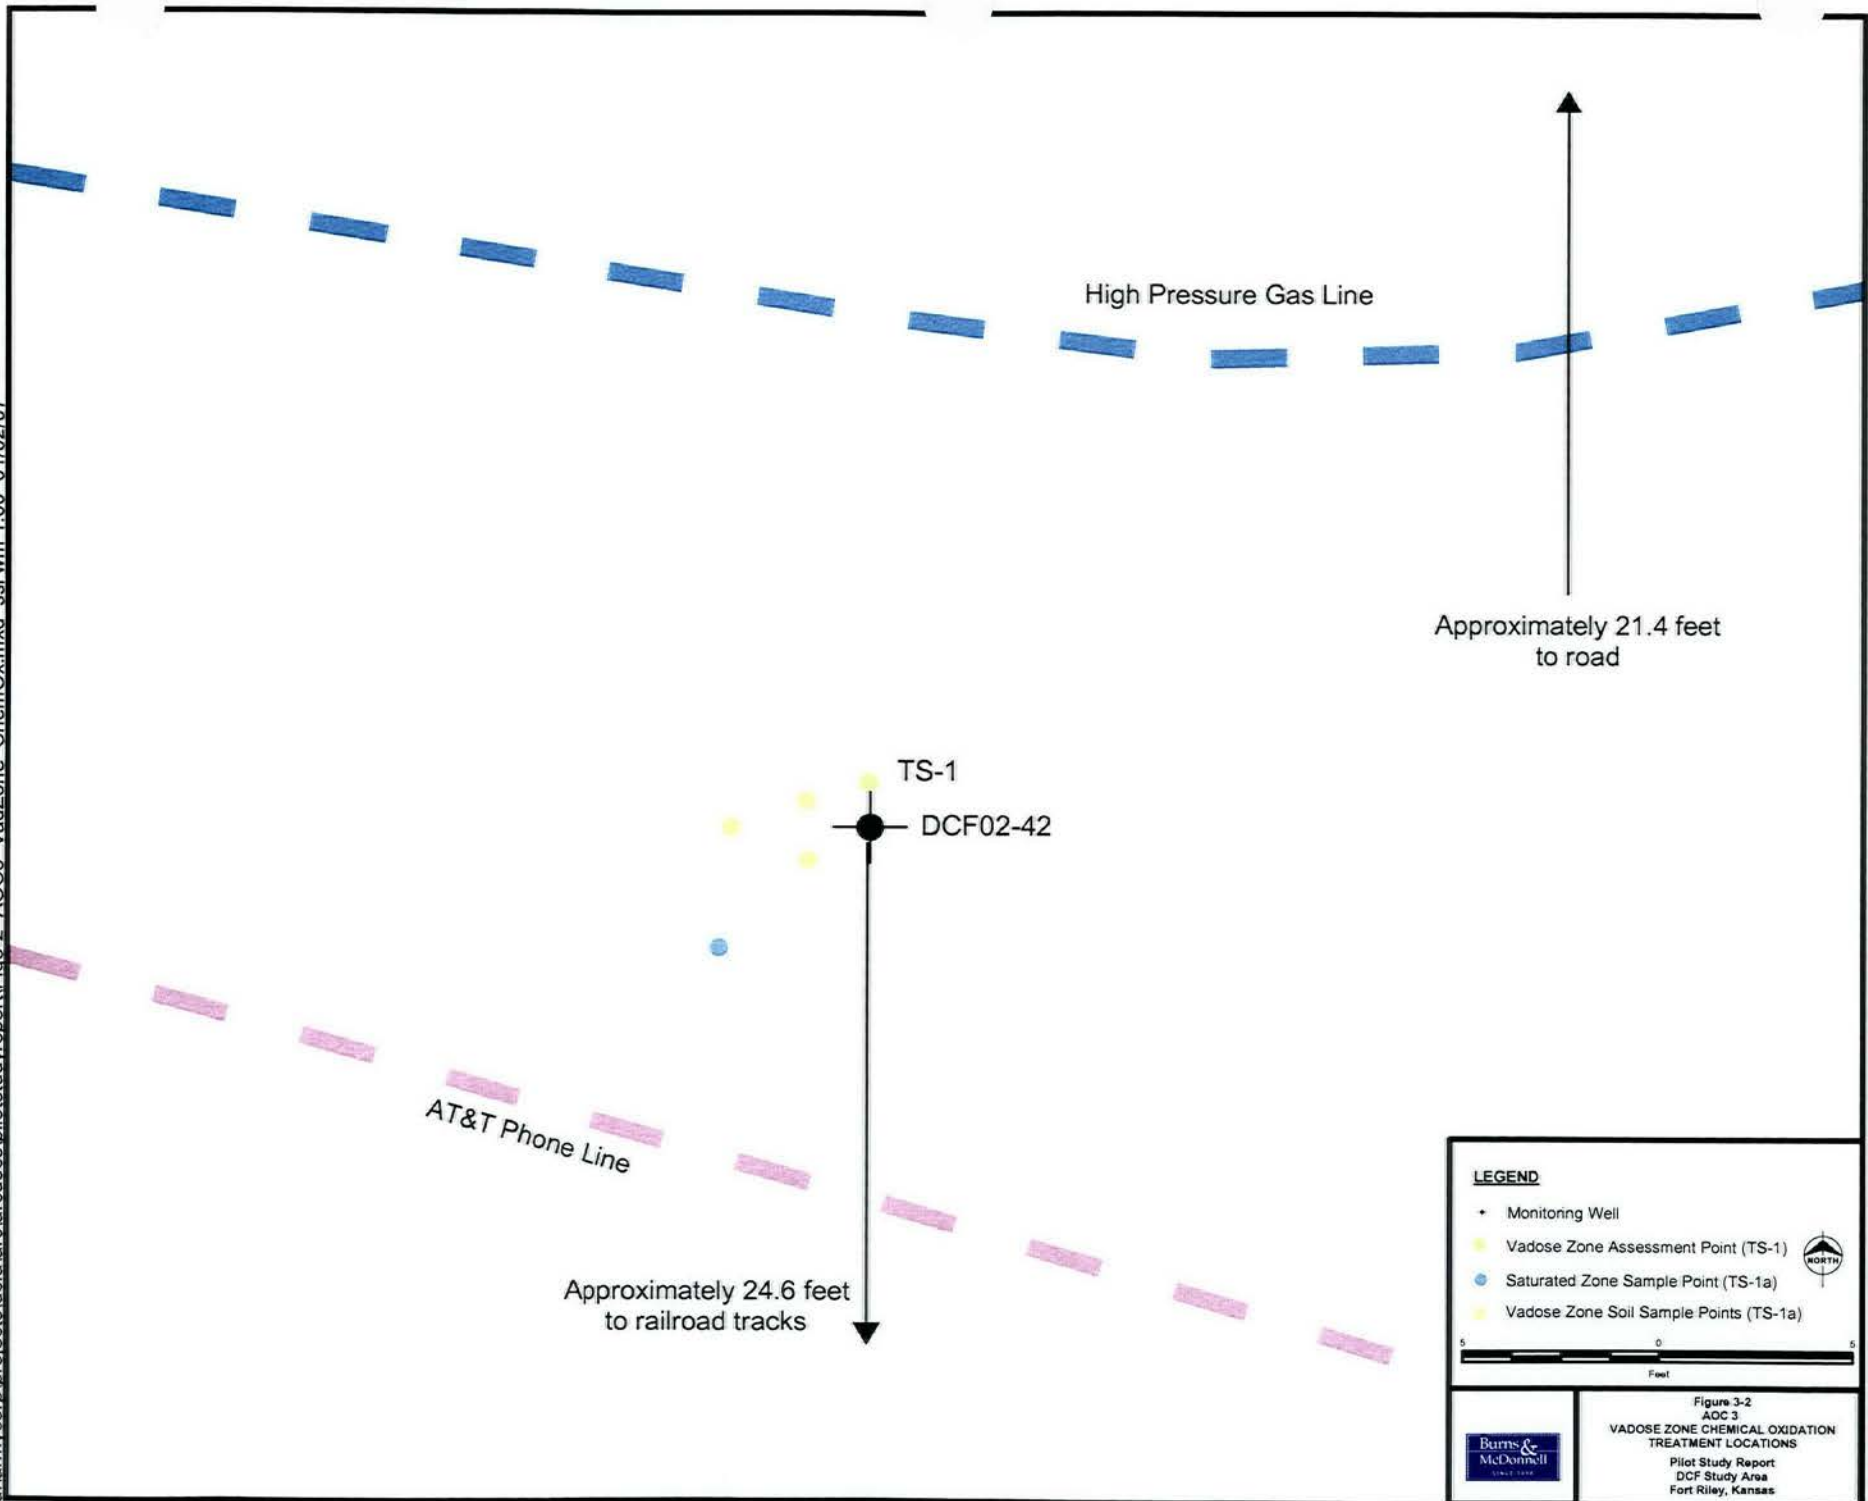 High Pressure Gas Line
Approximately 21.4 feet
to road
TS-1
DCF02-42
AT&T Phone Line
Approximately 24.6 feet
to railroad tracks
LEGEND
Monitoring Well
Vadose Zone Assessment Point (TS-1)
NORTH
Saturated Zone Sample Point (TS-1a)
Vadose Zone Soil Sample Points (TS-1a)
5 0 5
Feet
Burns &
McDonnell
Figure 3-2
AOC 3
VADOSE ZONE CHEMICAL OXIDATION
TREATMENT LOCATIONS
Pilot Study Report
DCF Study Area
Fort Riley, Kansas